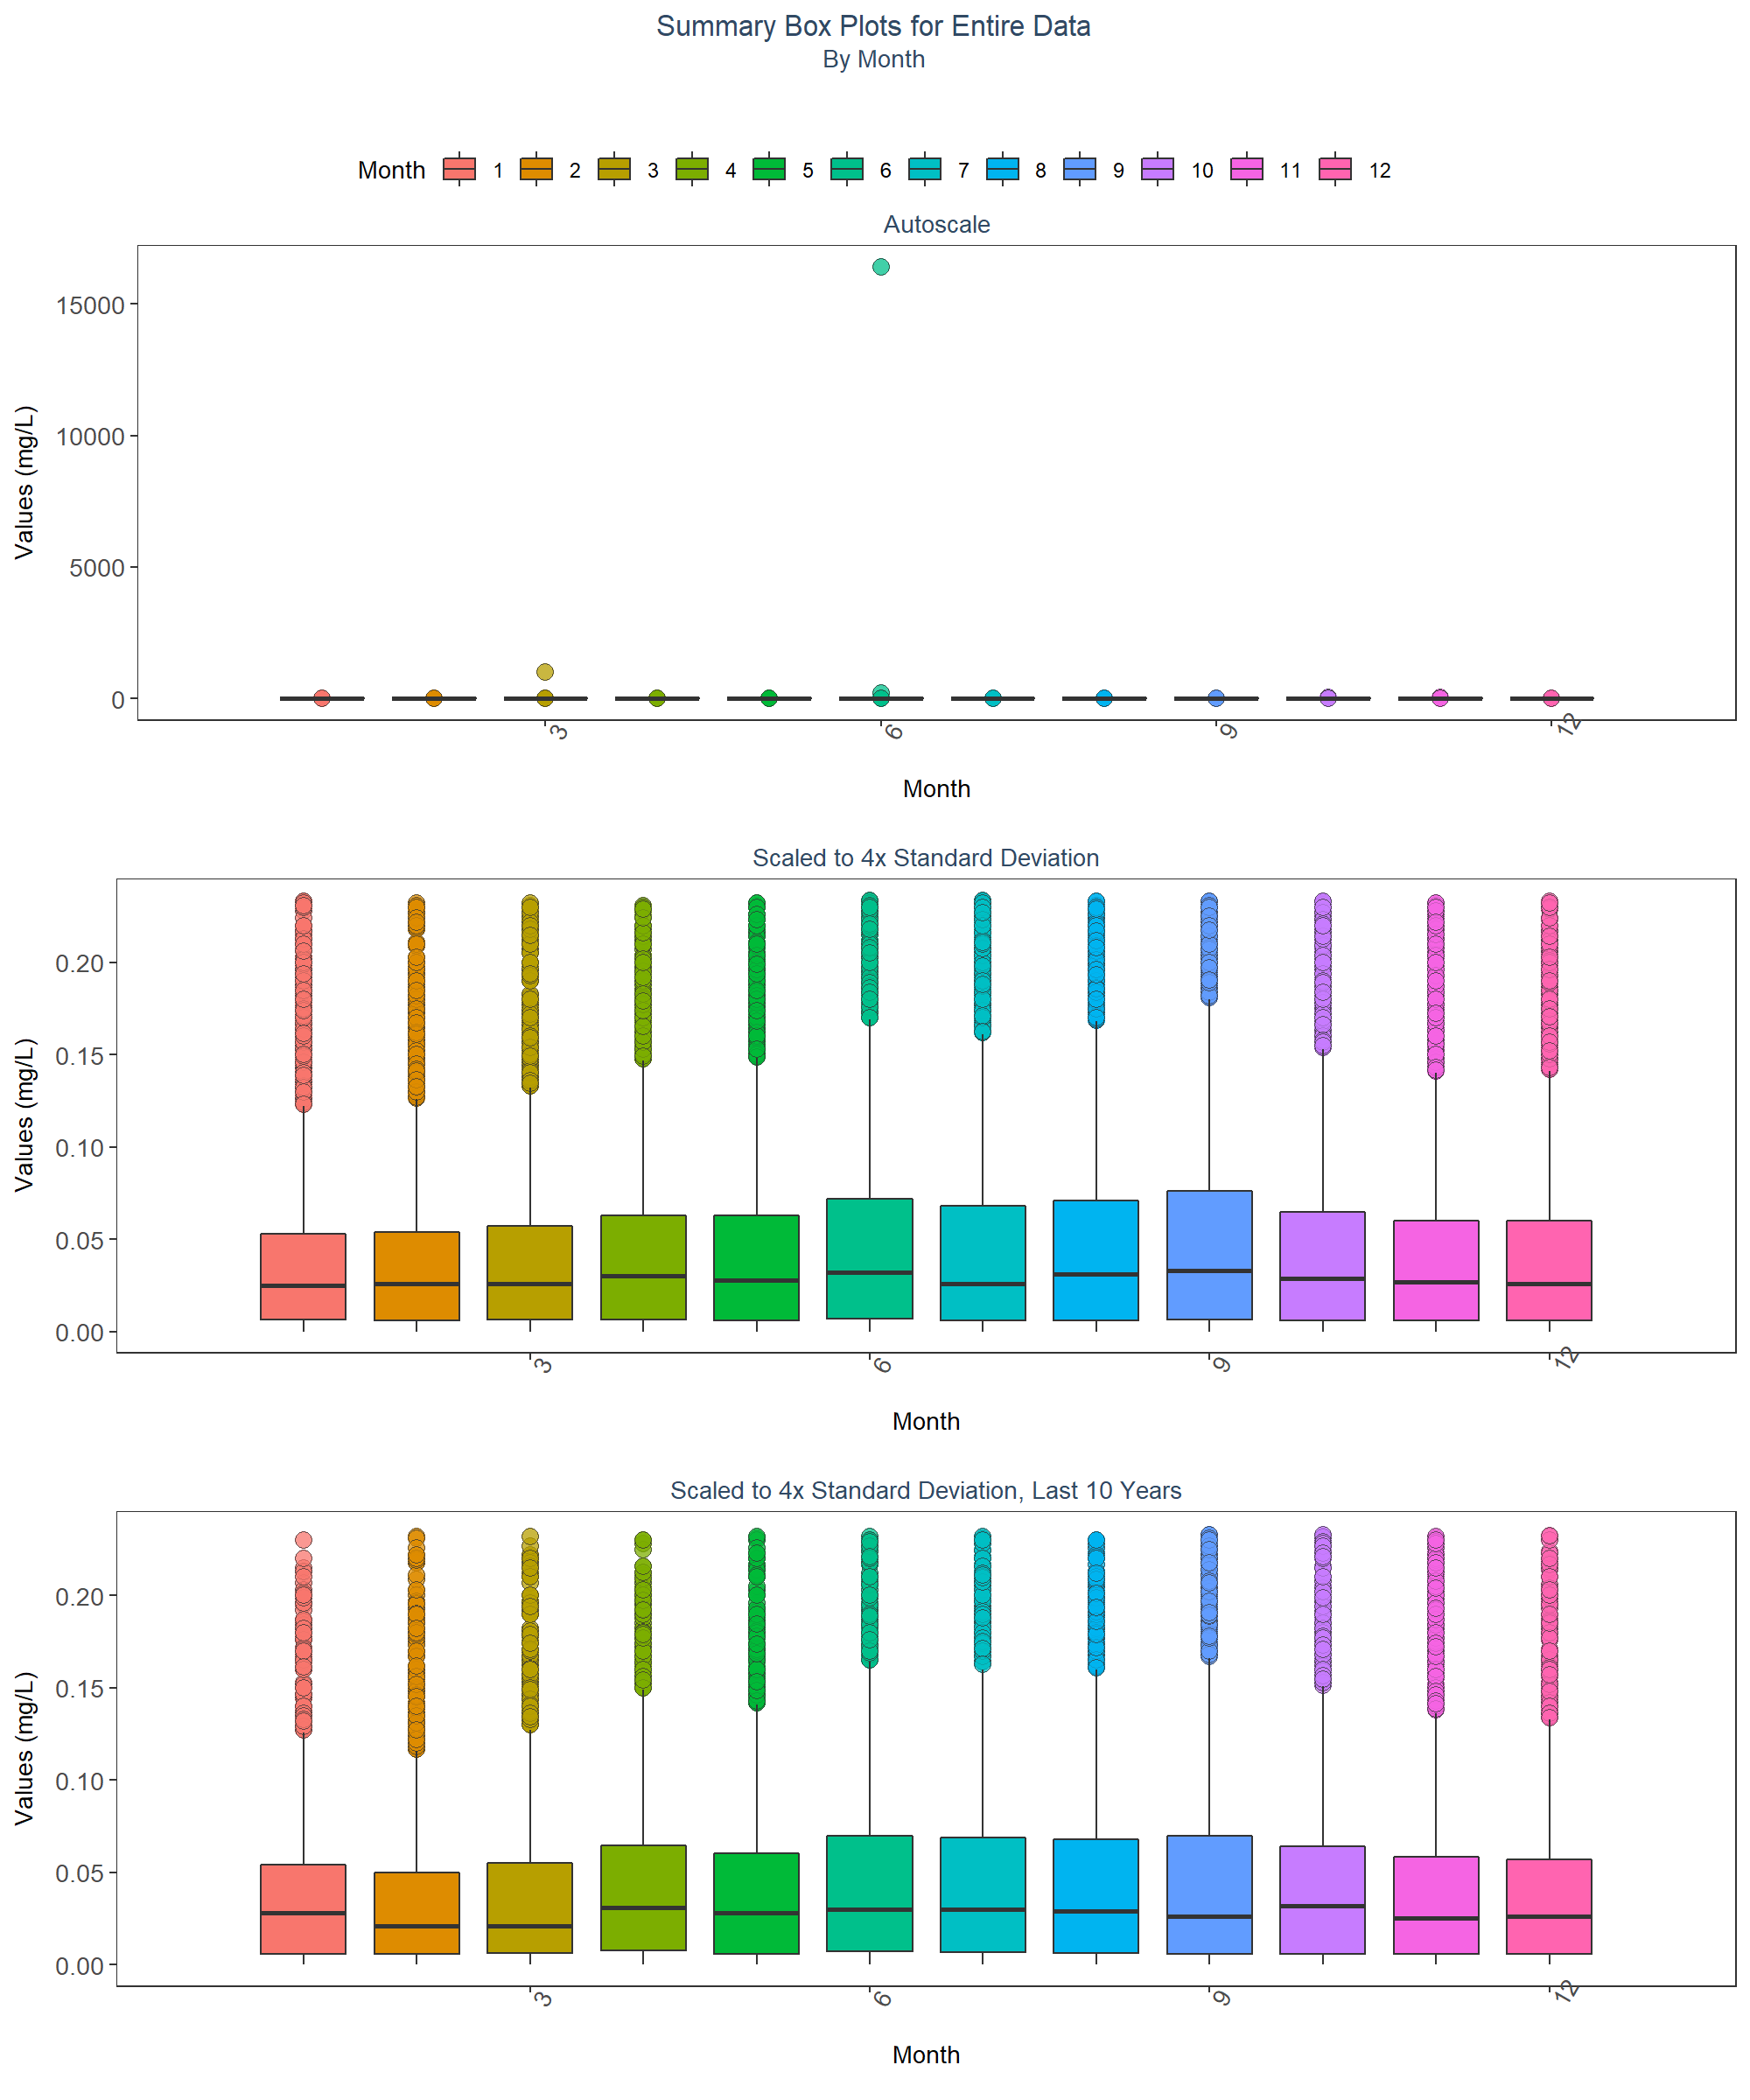 Summary Box Plots for Entire Data
By Month
Month 1 2 3 4 5 6 7 8 9 10 11 12
Autoscale
Values (mg/L)
15000
10000
5000
0
3 6 9 12
Month
Scaled to 4x Standard Deviation
Values (mg/L)
0.20
0.15
0.10
0.05
0.00
3 6 9 12
Month
Scaled to 4x Standard Deviation, Last 10 Years
Values (mg/L)
0.20
0.15
0.10
0.05
0.00
3 6 9 12
Month